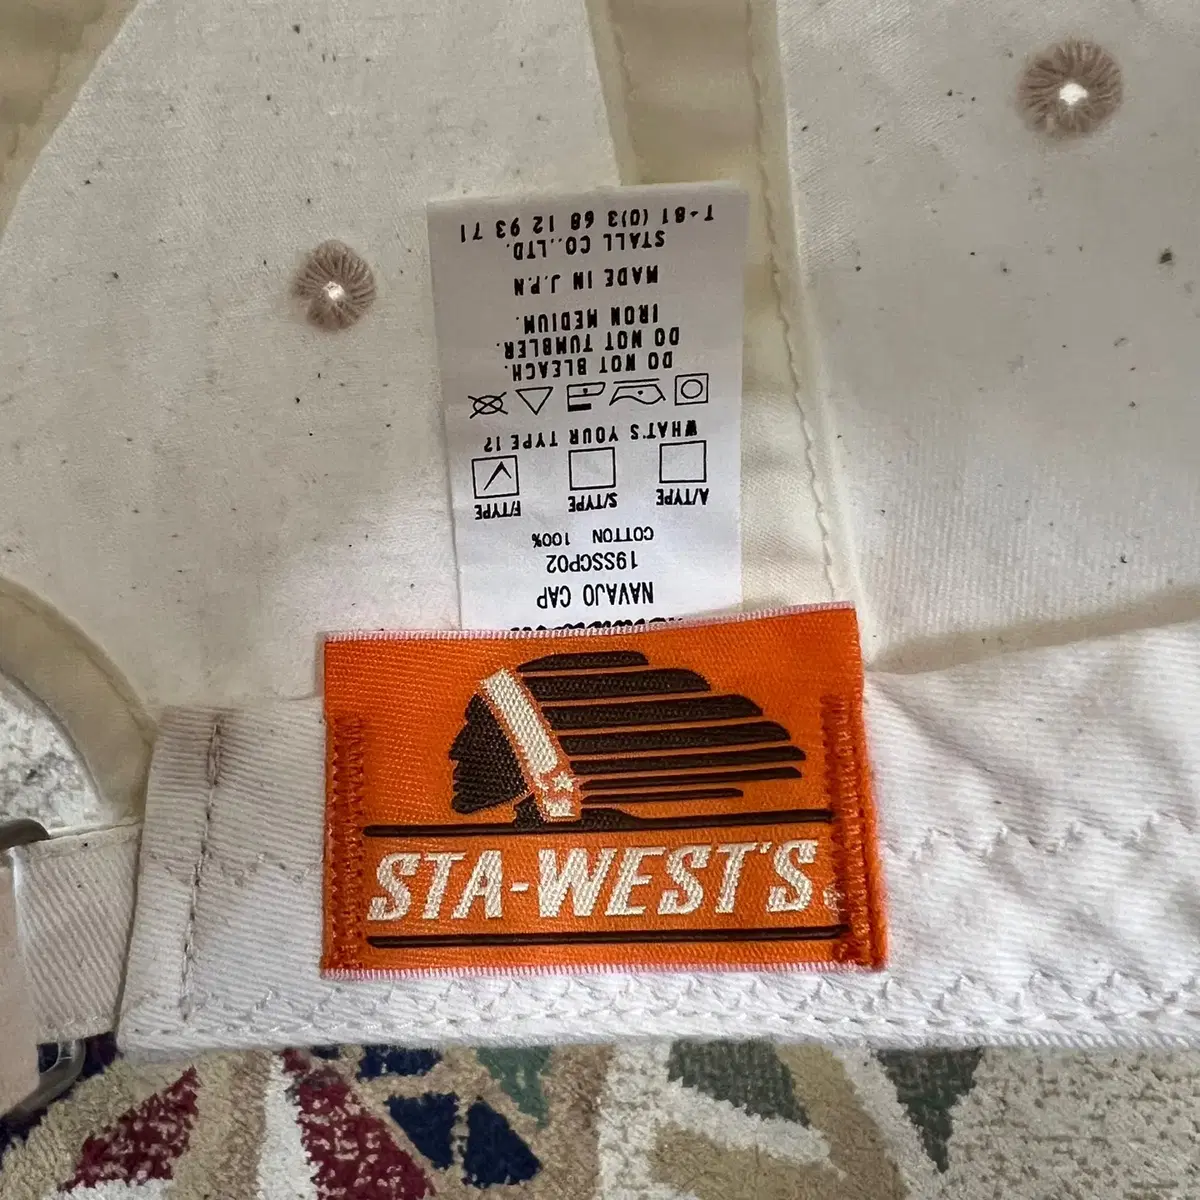 NAVAJO CAP
19SSCP02
COTTON 100%
A/TYPE S/TYPE F/TYPE
WHAT'S YOUR TYPE !?
DO NOT BLEACH.
DO NOT TUMBLER.
IRON MEDIUM.
MADE IN J.P.N
STALL CO.,LTD.
T-81 (0)3 68 12 93 71
STA-WEST'S